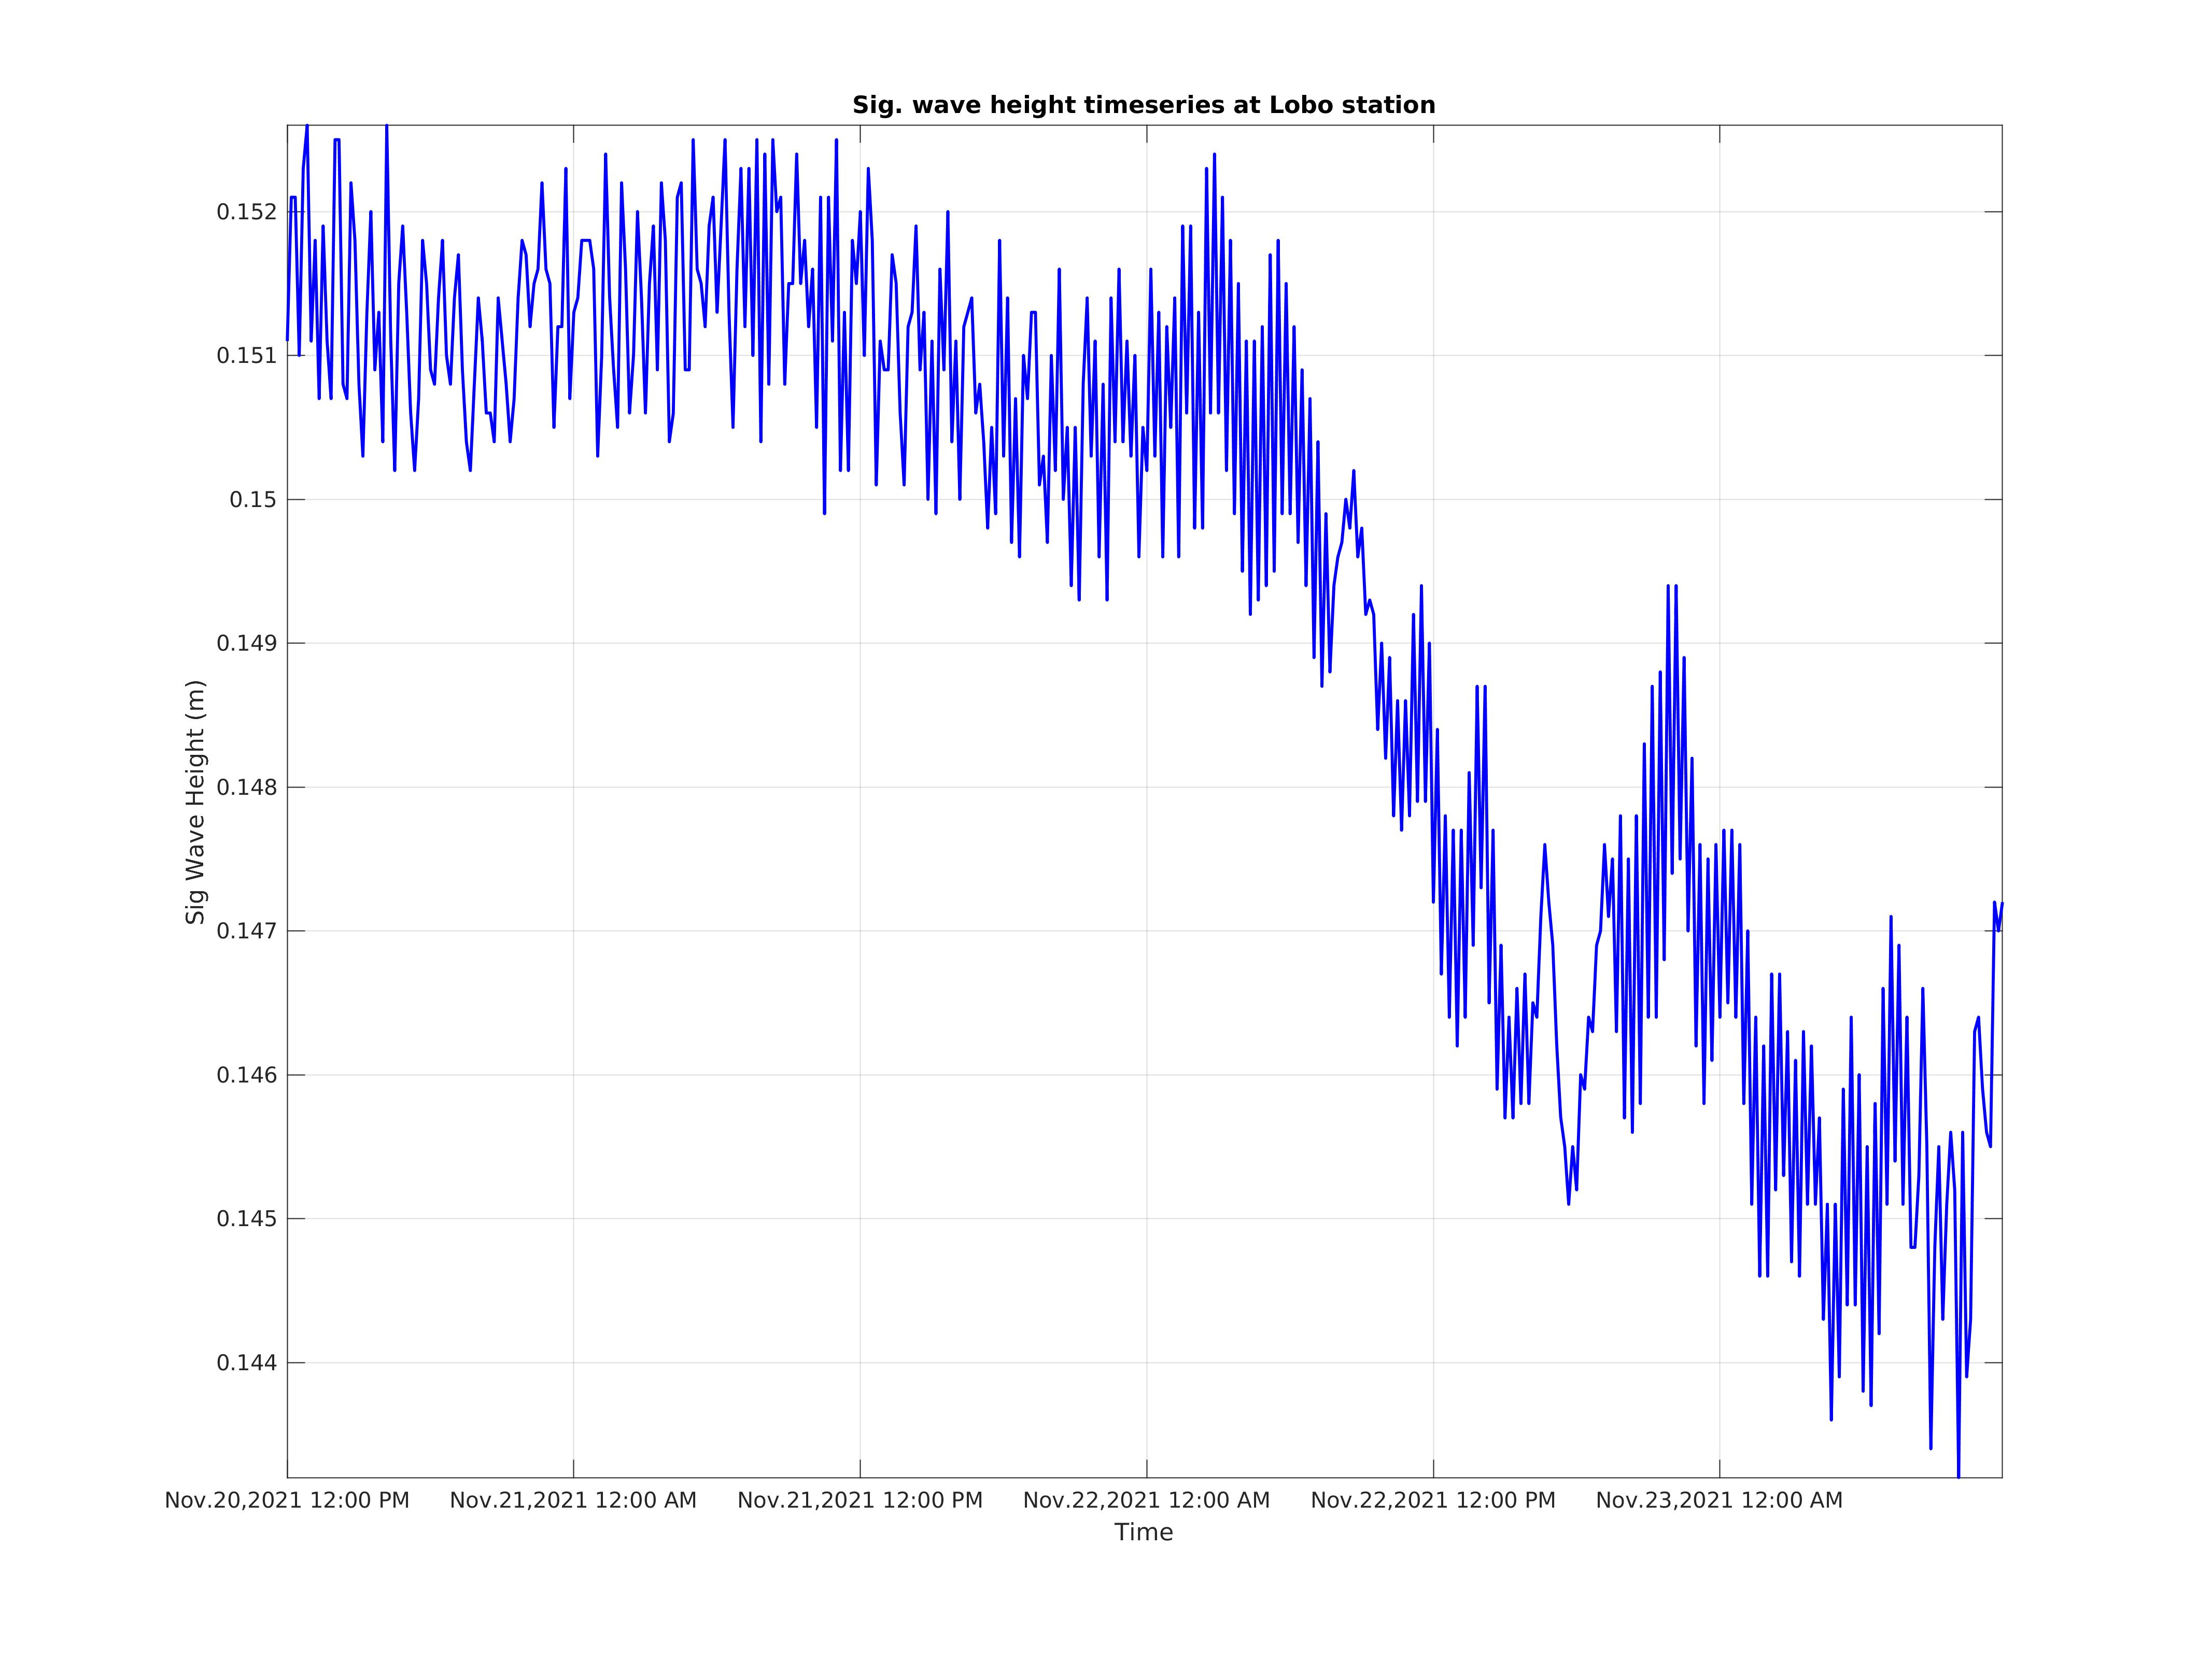 Sig. wave height timeseries at Lobo station
Sig Wave Height (m)
0.152
0.151
0.15
0.149
0.148
0.147
0.146
0.145
0.144
Nov.20,2021 12:00 PM
Nov.21,2021 12:00 AM
Nov.21,2021 12:00 PM
Nov.22,2021 12:00 AM
Nov.22,2021 12:00 PM
Nov.23,2021 12:00 AM
Time